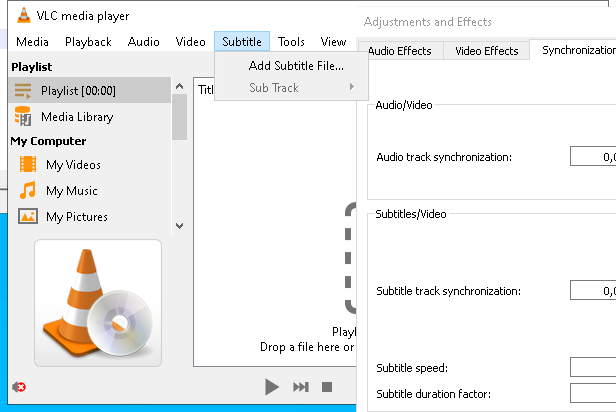 VLC media player
Media Playback Audio Video Subtitle Tools View
Add Subtitle File...
Sub Track
Playlist
Playlist [00:00]
Media Library
My Computer
My Videos
My Music
My Pictures
Titl
Playl
Drop a file here or
Adjustments and Effects
Audio Effects Video Effects Synchronization
Audio/Video
Audio track synchronization:
0,0
Subtitles/Video
Subtitle track synchronization:
0,0
Subtitle speed:
Subtitle duration factor: